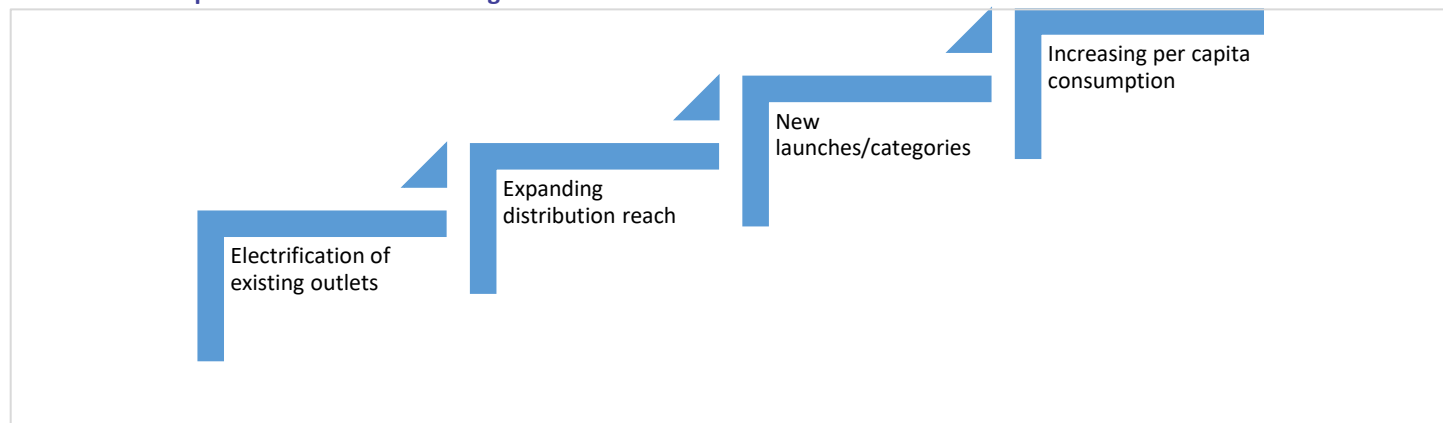 Electrification of
existing outlets
Expanding
distribution reach
New
launches/categories
Increasing per capita
consumption